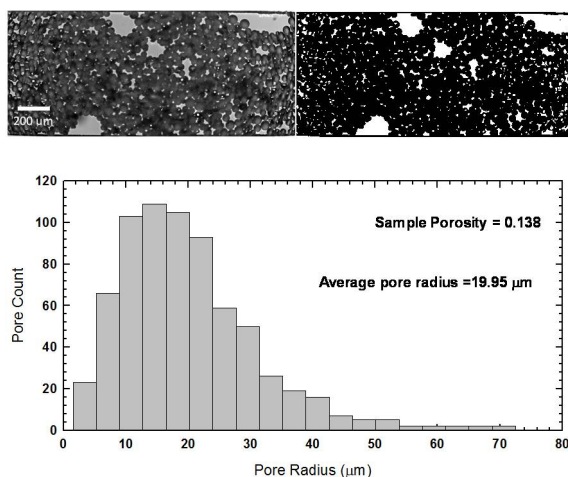 200 um
120
100
80
60
40
20
0
Pore Count
Sample Porosity = 0.138
Average pore radius =19.95 μm
0 10 20 30 40 50 60 70 80
Pore Radius (μm)